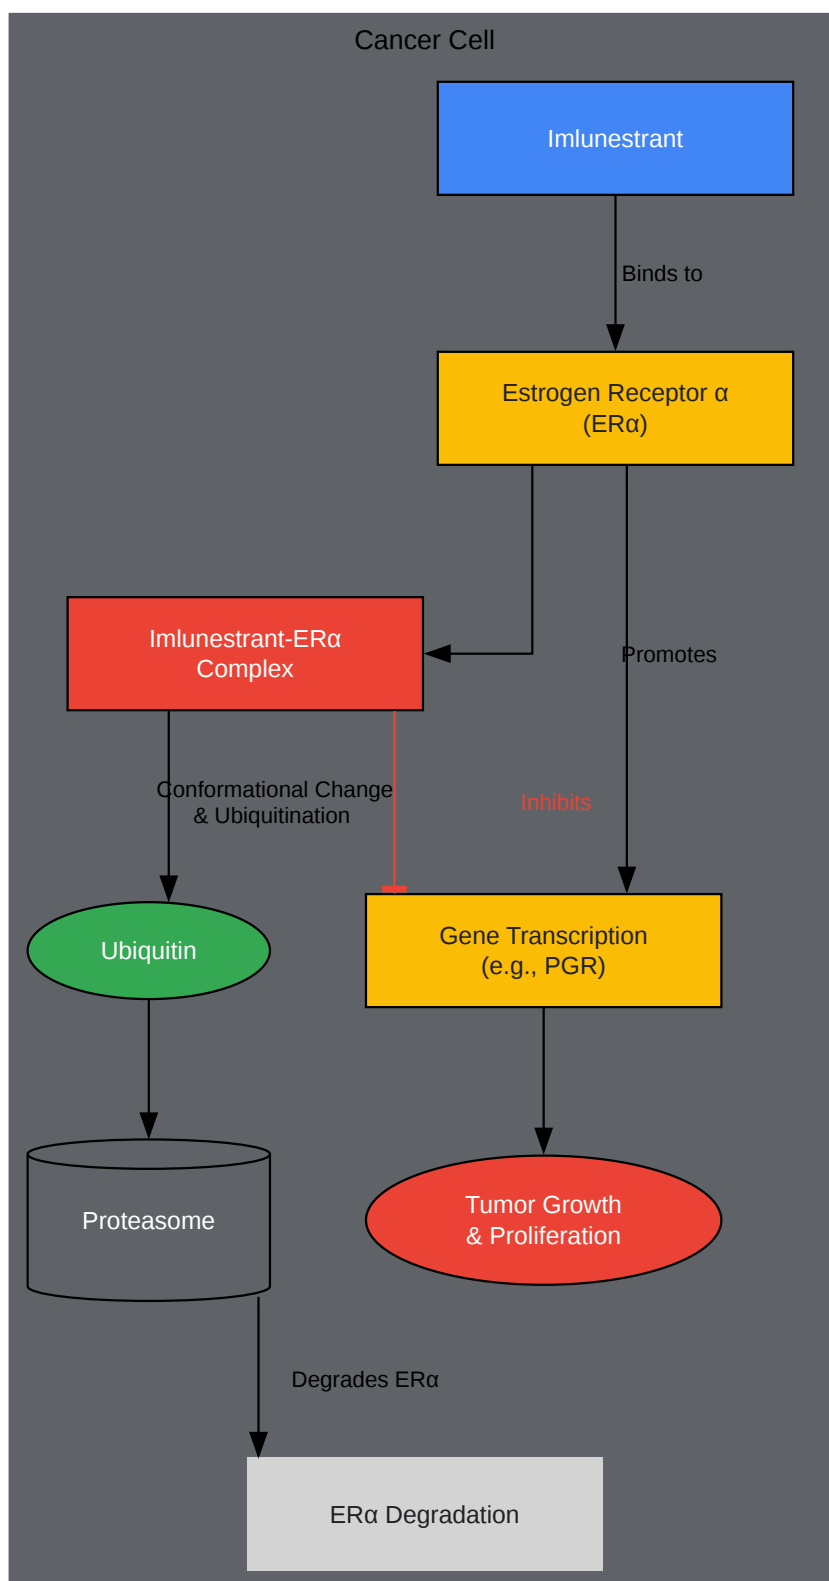 Cancer Cell
Imlunestrant
Binds to
Estrogen Receptor α
(ERα)
Imlunestrant-ERα
Complex
Promotes
Conformational Change
& Ubiquitination
Inhibits
Ubiquitin
Gene Transcription
(e.g., PGR)
Proteasome
Tumor Growth
& Proliferation
Degrades ERα
ERα Degradation